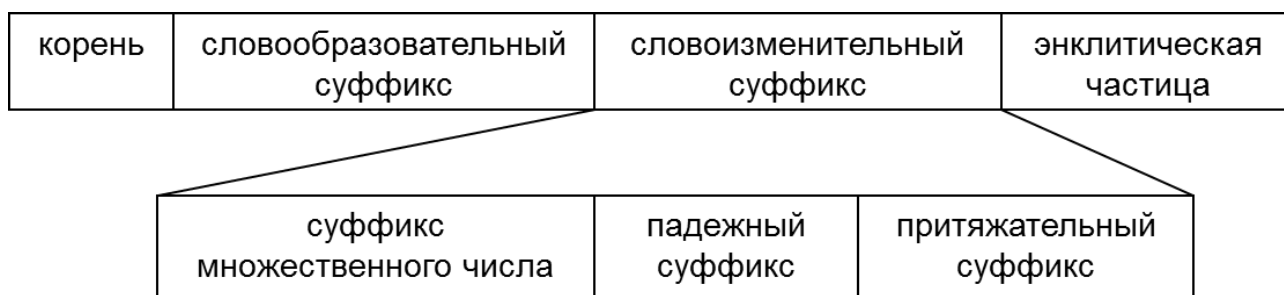 корень словообразовательный словоизменительный энклитическая
суффикс суффикс частица
суффикс падежный притяжательный
множественного числа суффикс суффикс